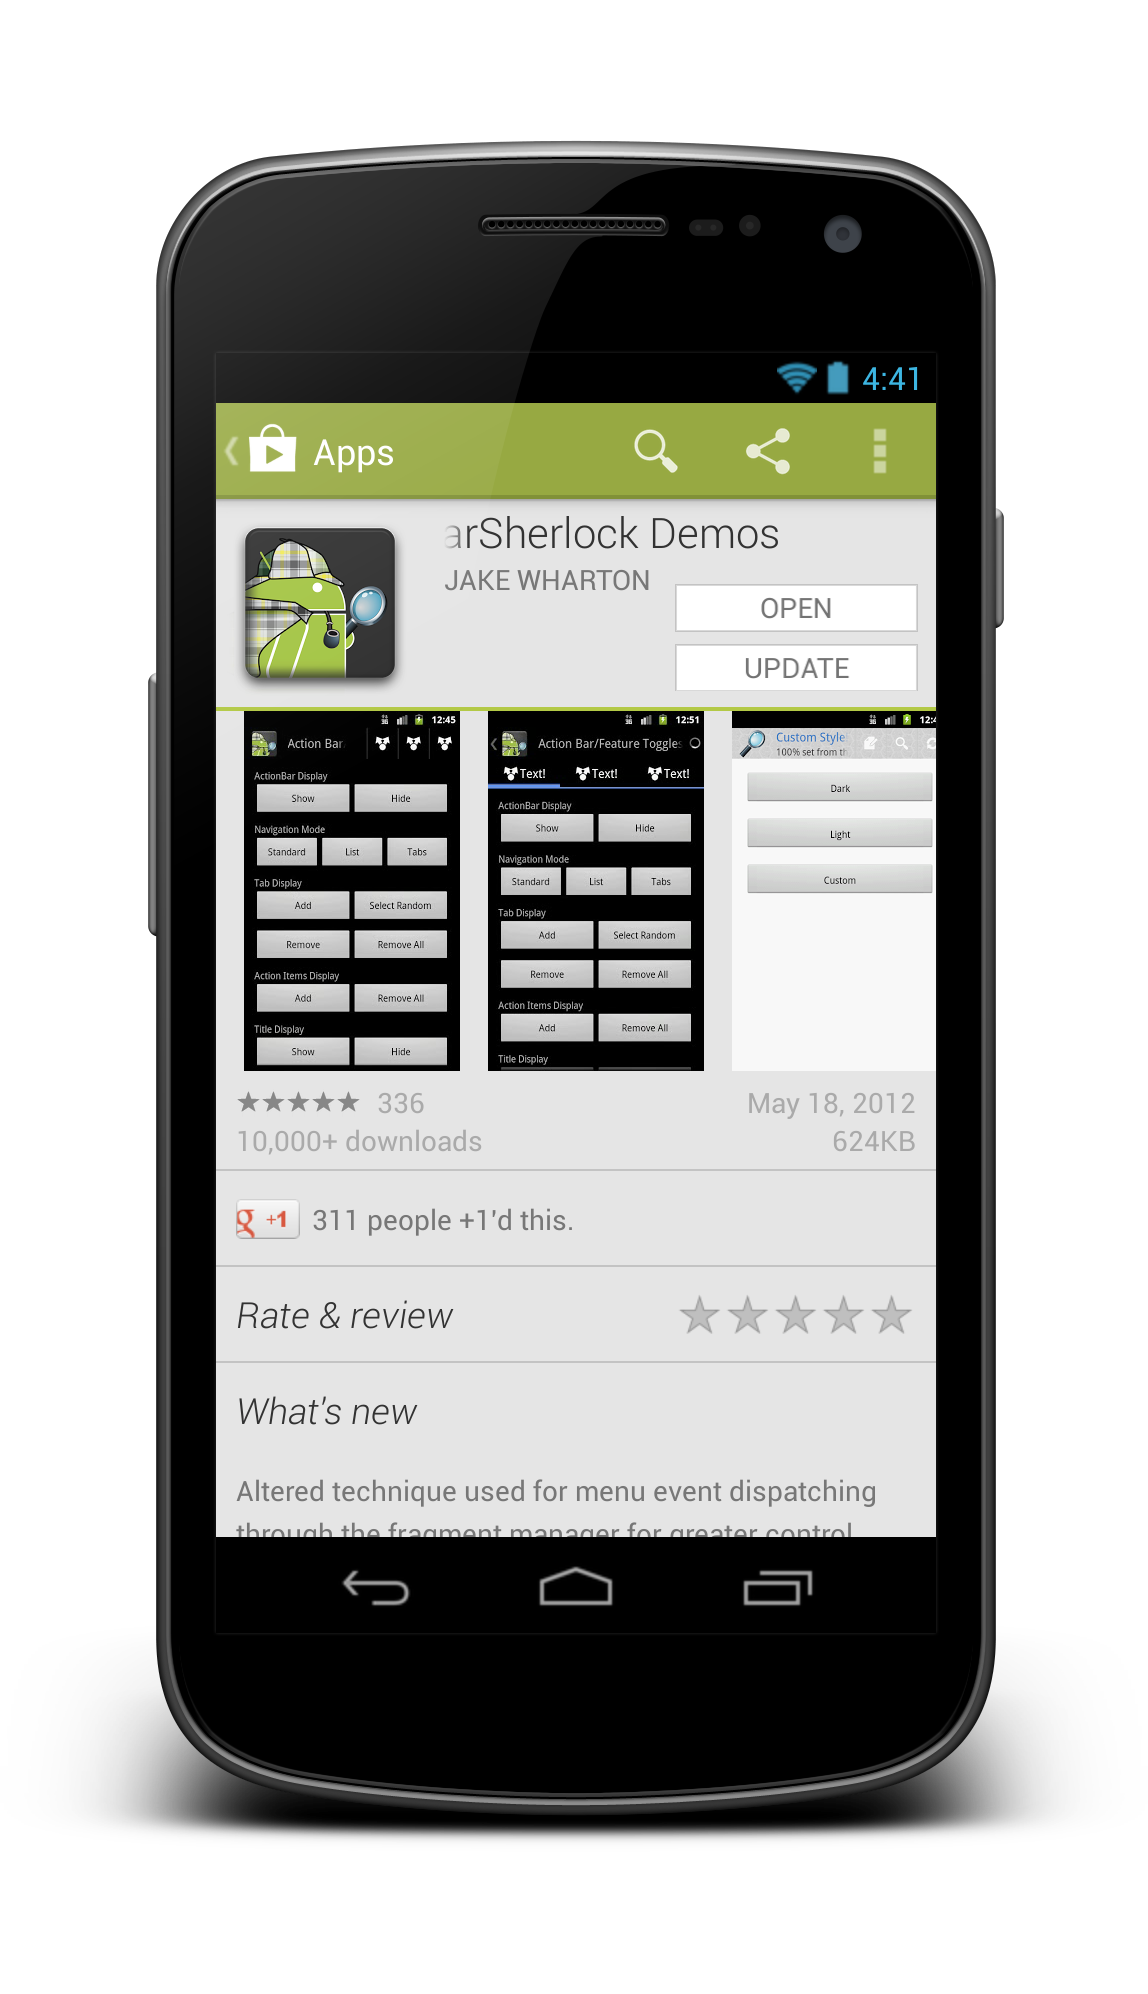 4:41
Apps
arSherlock Demos
JAKE WHARTON
OPEN
UPDATE
12:45
Action Bar
ActionBar Display
Show Hide
Navigation Mode
Standard List Tabs
Tab Display
Add Select Random
Remove Remove All
Action Items Display
Add Remove All
Title Display
Show Hide
3G 12:51
Action Bar/Feature Toggles
Text! Text! Text!
ActionBar Display
Show Hide
Navigation Mode
Standard List Tabs
Tab Display
Add Select Random
Remove Remove All
Action Items Display
Add Remove All
Title Display
3G 12:4
Custom Style
100% set from th
Dark
Light
Custom
336 May 18, 2012
10,000+ downloads 624KB
g +1 311 people +1'd this.
Rate & review
What's new
Altered technique used for menu event dispatching
through the fragment manager for greater control